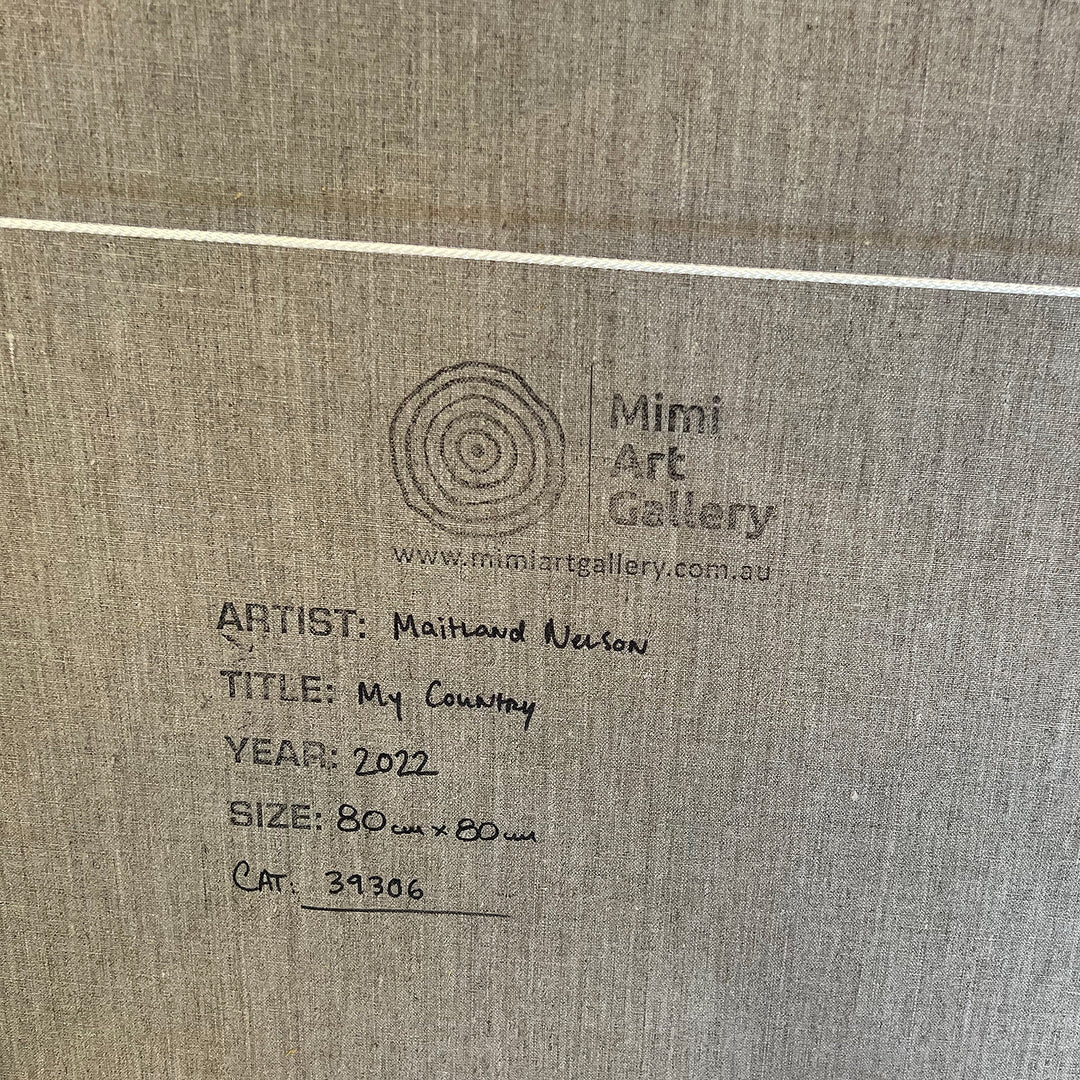 Mimi
Art
Gallery
www.mimiartgallery.com.au
ARTIST: Maitland Nelson
TITLE: My Country
YEAR: 2022
SIZE: 80cm x 80cm
CAT: 39306